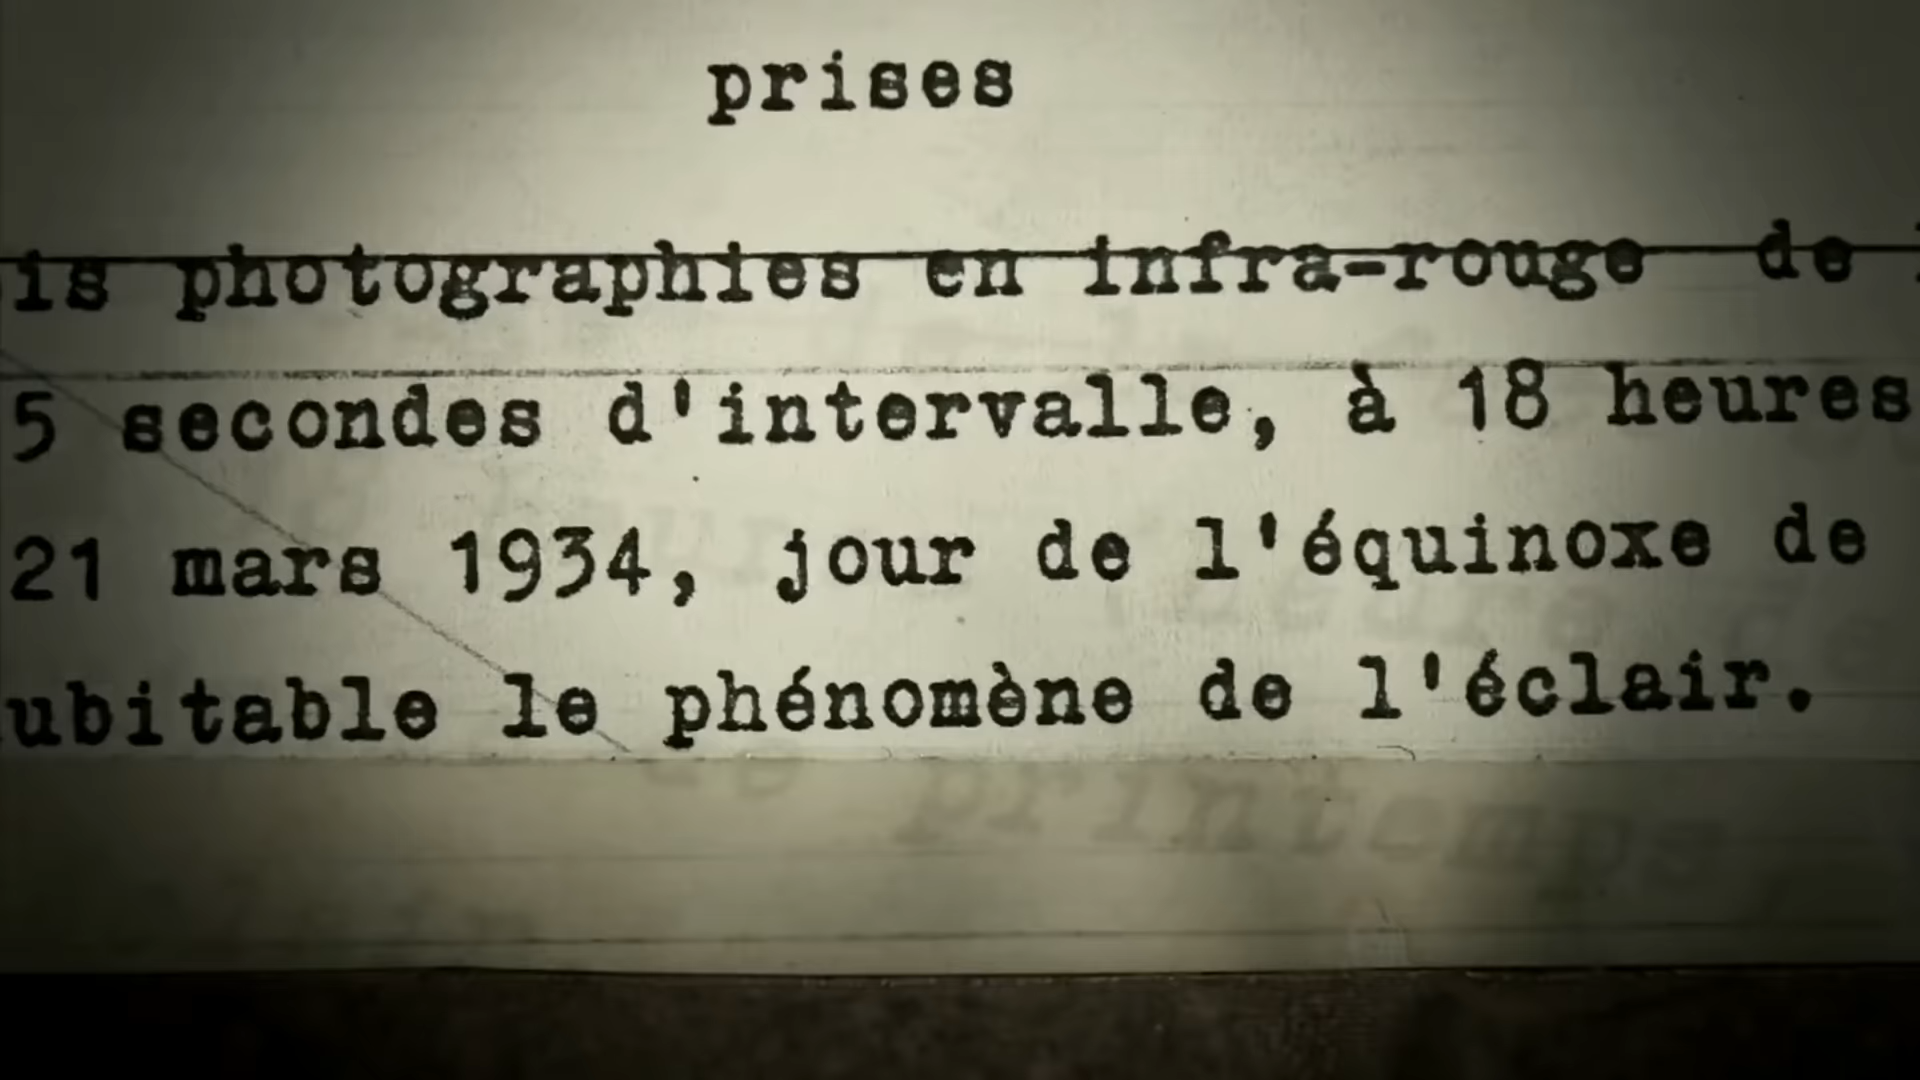 prises
is photographies en infra-rouge de
5 secondes d'intervalle, à 18 heures
21 mars 1934, jour de l'équinoxe de
ubitable le phénomène de l'éclair.
printemps